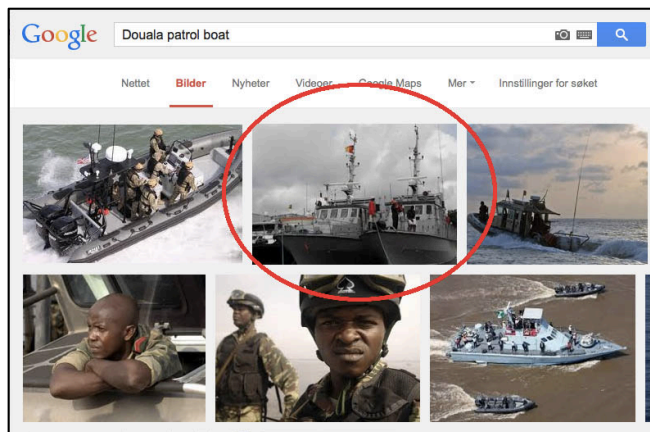 Google Douala patrol boat
Nettet Bilder Nyheter Videoer Google Maps Mer Innstillinger for søket